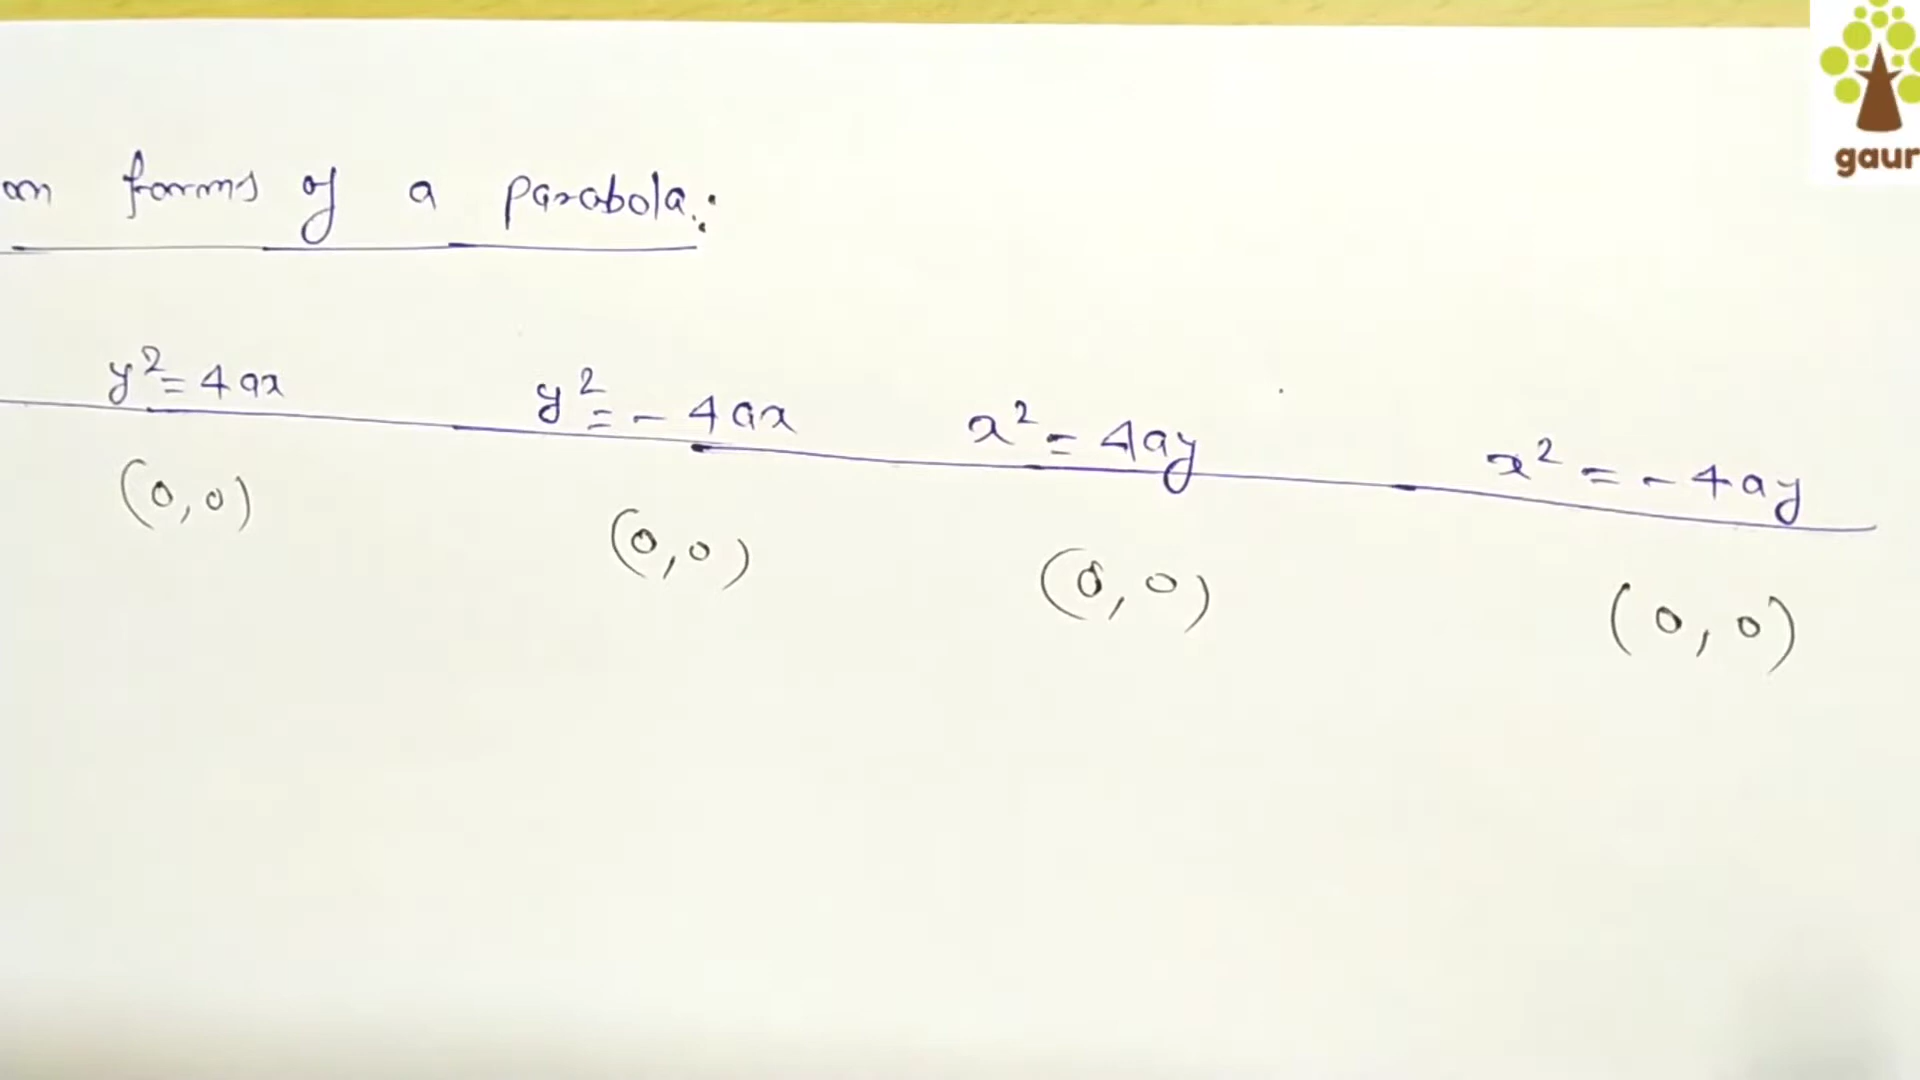 on forms of a parabola:
y² = 4ax y² = - 4ax x² = 4ay x² = - 4ay
(0,0) (0,0) (0,0) (0,0)
gaur